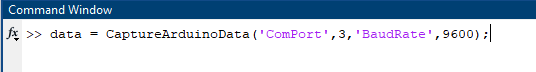 Command Window
fx >> data = CaptureArduinoData('ComPort',3,'BaudRate',9600);